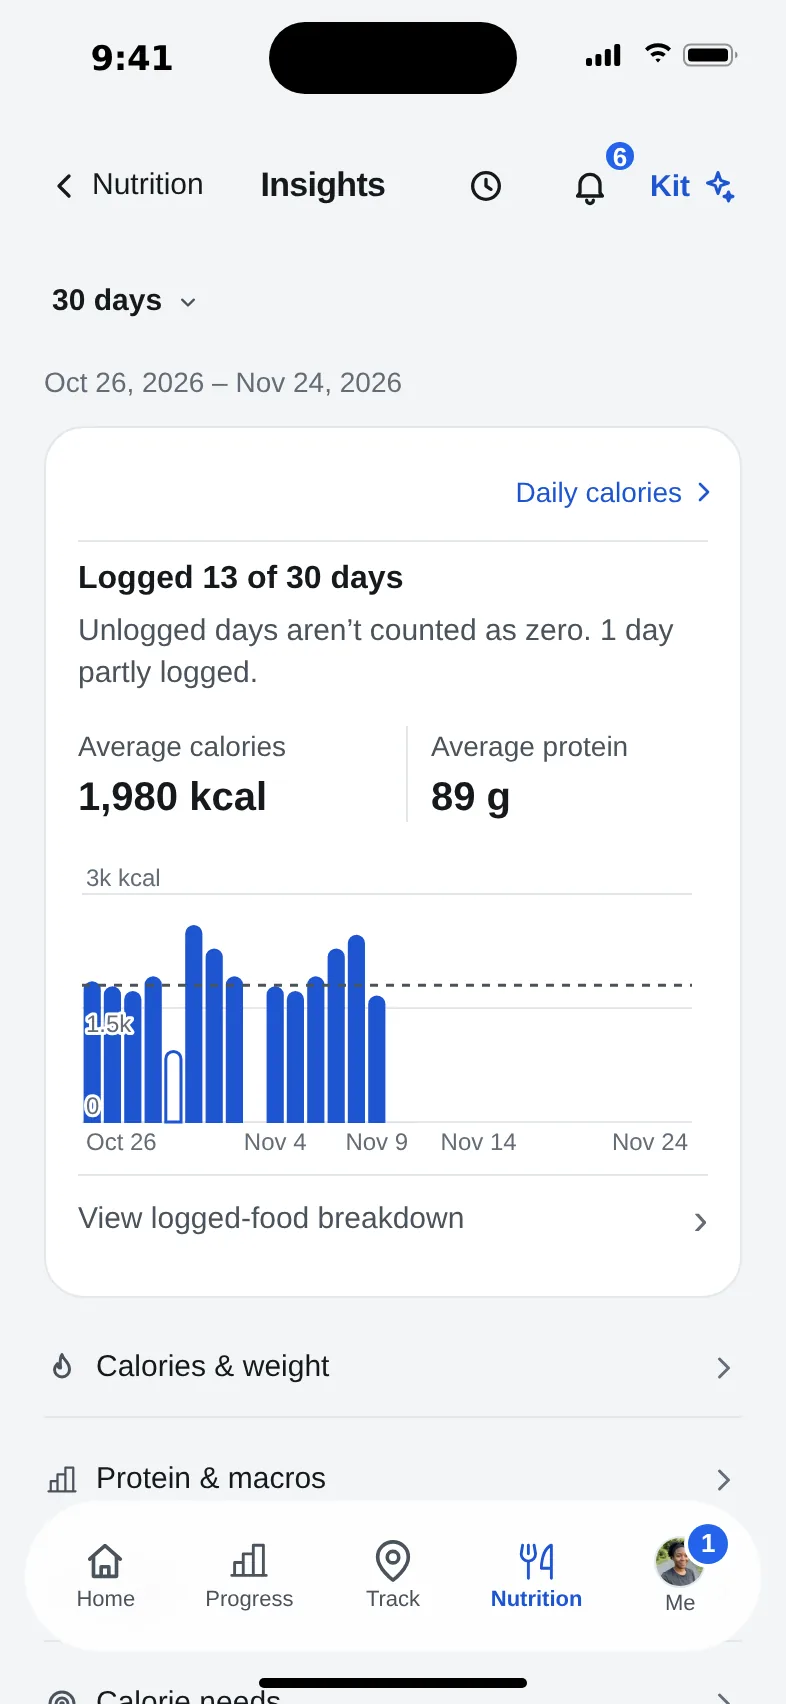 9:41
Nutrition
Insights
6
Kit
30 days
Oct 26, 2026 – Nov 24, 2026
Daily calories
Logged 13 of 30 days
Unlogged days aren’t counted as zero. 1 day
partly logged.
Average calories
Average protein
1,980 kcal
89 g
3k kcal
1.5k
0
Oct 26
Nov 4
Nov 9
Nov 14
Nov 24
View logged-food breakdown
Calories & weight
Protein & macros
Home
Progress
Track
Nutrition
1
Me
Calorie needs